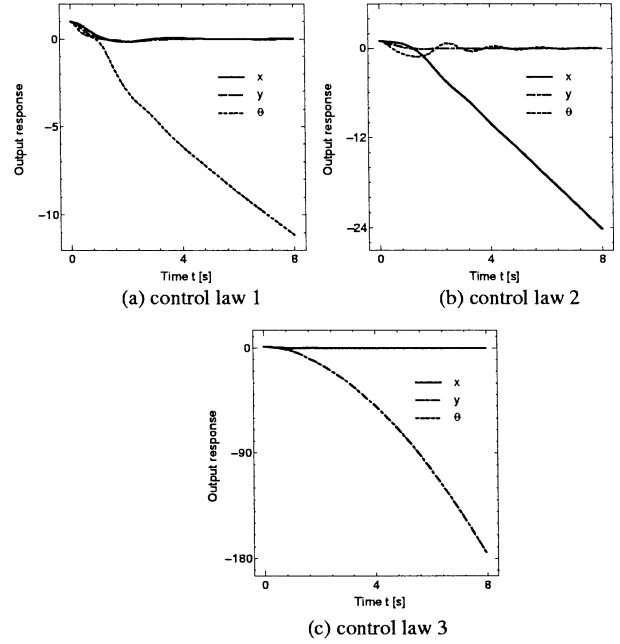 0
−5
−10
Output response
x
y
θ
0
4
8
Time t [s]
(a) control law 1
0
−12
−24
Output response
x
y
θ
0
4
8
Time t [s]
(b) control law 2
0
−90
−180
Output response
x
y
θ
0
4
8
Time t [s]
(c) control law 3